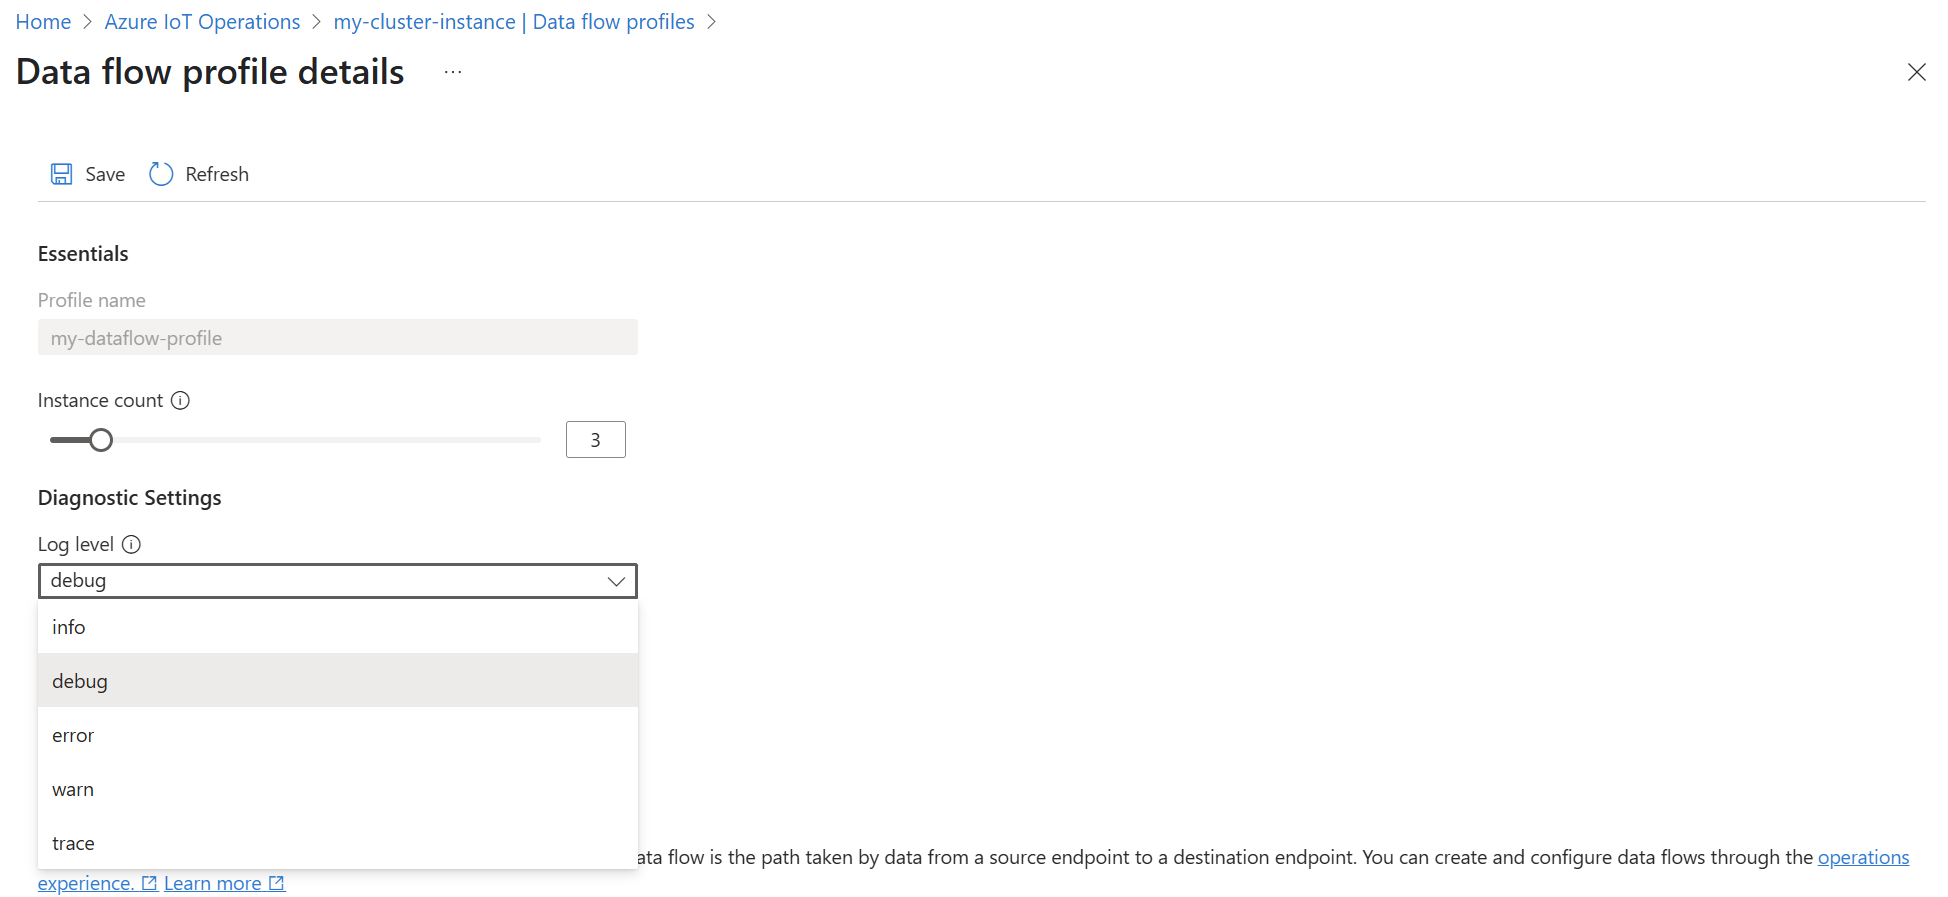 Home > Azure IoT Operations > my-cluster-instance | Data flow profiles >
Data flow profile details ...
Save Refresh
Essentials
Profile name
my-dataflow-profile
Instance count
3
Diagnostic Settings
Log level
debug
info
debug
error
warn
trace
ata flow is the path taken by data from a source endpoint to a destination endpoint. You can create and configure data flows through the operations
experience. Learn more